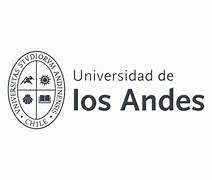 UNIVERSITAS STVDIORVM ANDINENSIS
• CHILE •
Universidad de
los Andes